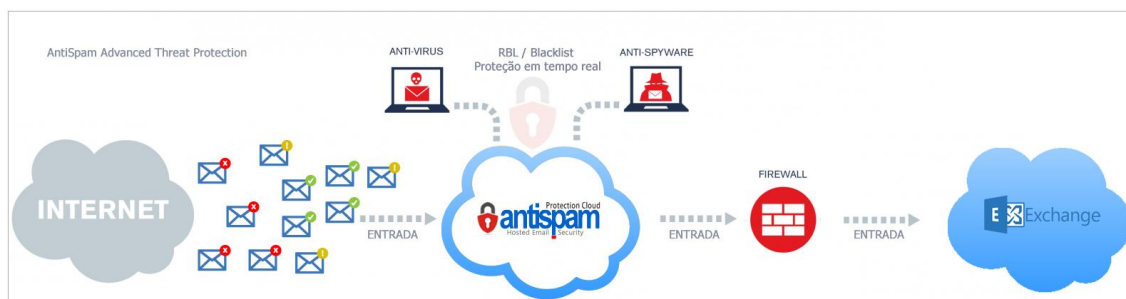 AntiSpam Advanced Threat Protection
ANTI-VIRUS
RBL / Blacklist
Proteção em tempo real
ANTI-SPYWARE
INTERNET
ENTRADA
Protection Cloud
antispam
Hosted Email Security
ENTRADA
FIREWALL
ENTRADA
E Exchange